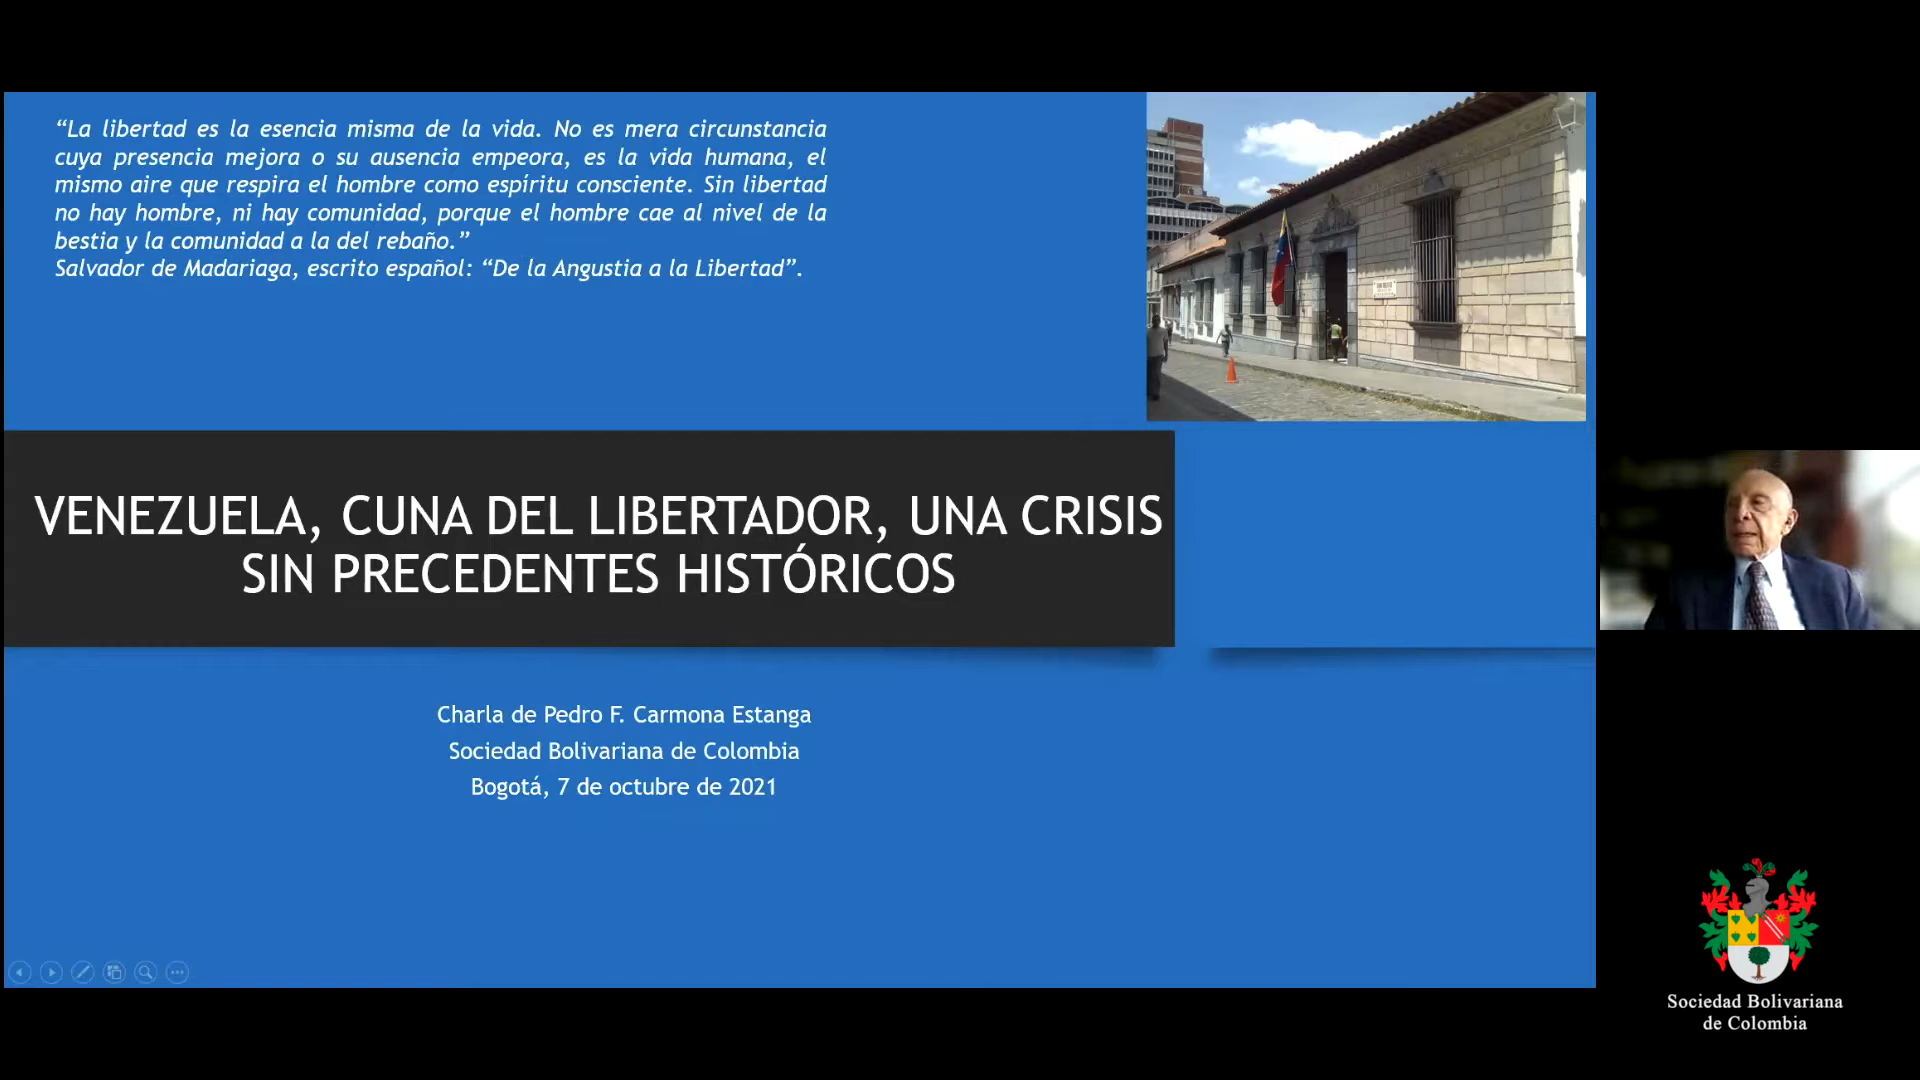 “La libertad es la esencia misma de la vida. No es mera circunstancia
cuya presencia mejora o su ausencia empeora, es la vida humana, el
mismo aire que respira el hombre como espíritu consciente. Sin libertad
no hay hombre, ni hay comunidad, porque el hombre cae al nivel de la
bestia y la comunidad a la del rebaño.”
Salvador de Madariaga, escrito español: “De la Angustia a la Libertad”.
VENEZUELA, CUNA DEL LIBERTADOR, UNA CRISIS
SIN PRECEDENTES HISTÓRICOS
Charla de Pedro F. Carmona Estanga
Sociedad Bolivariana de Colombia
Bogotá, 7 de octubre de 2021
Sociedad Bolivariana
de Colombia